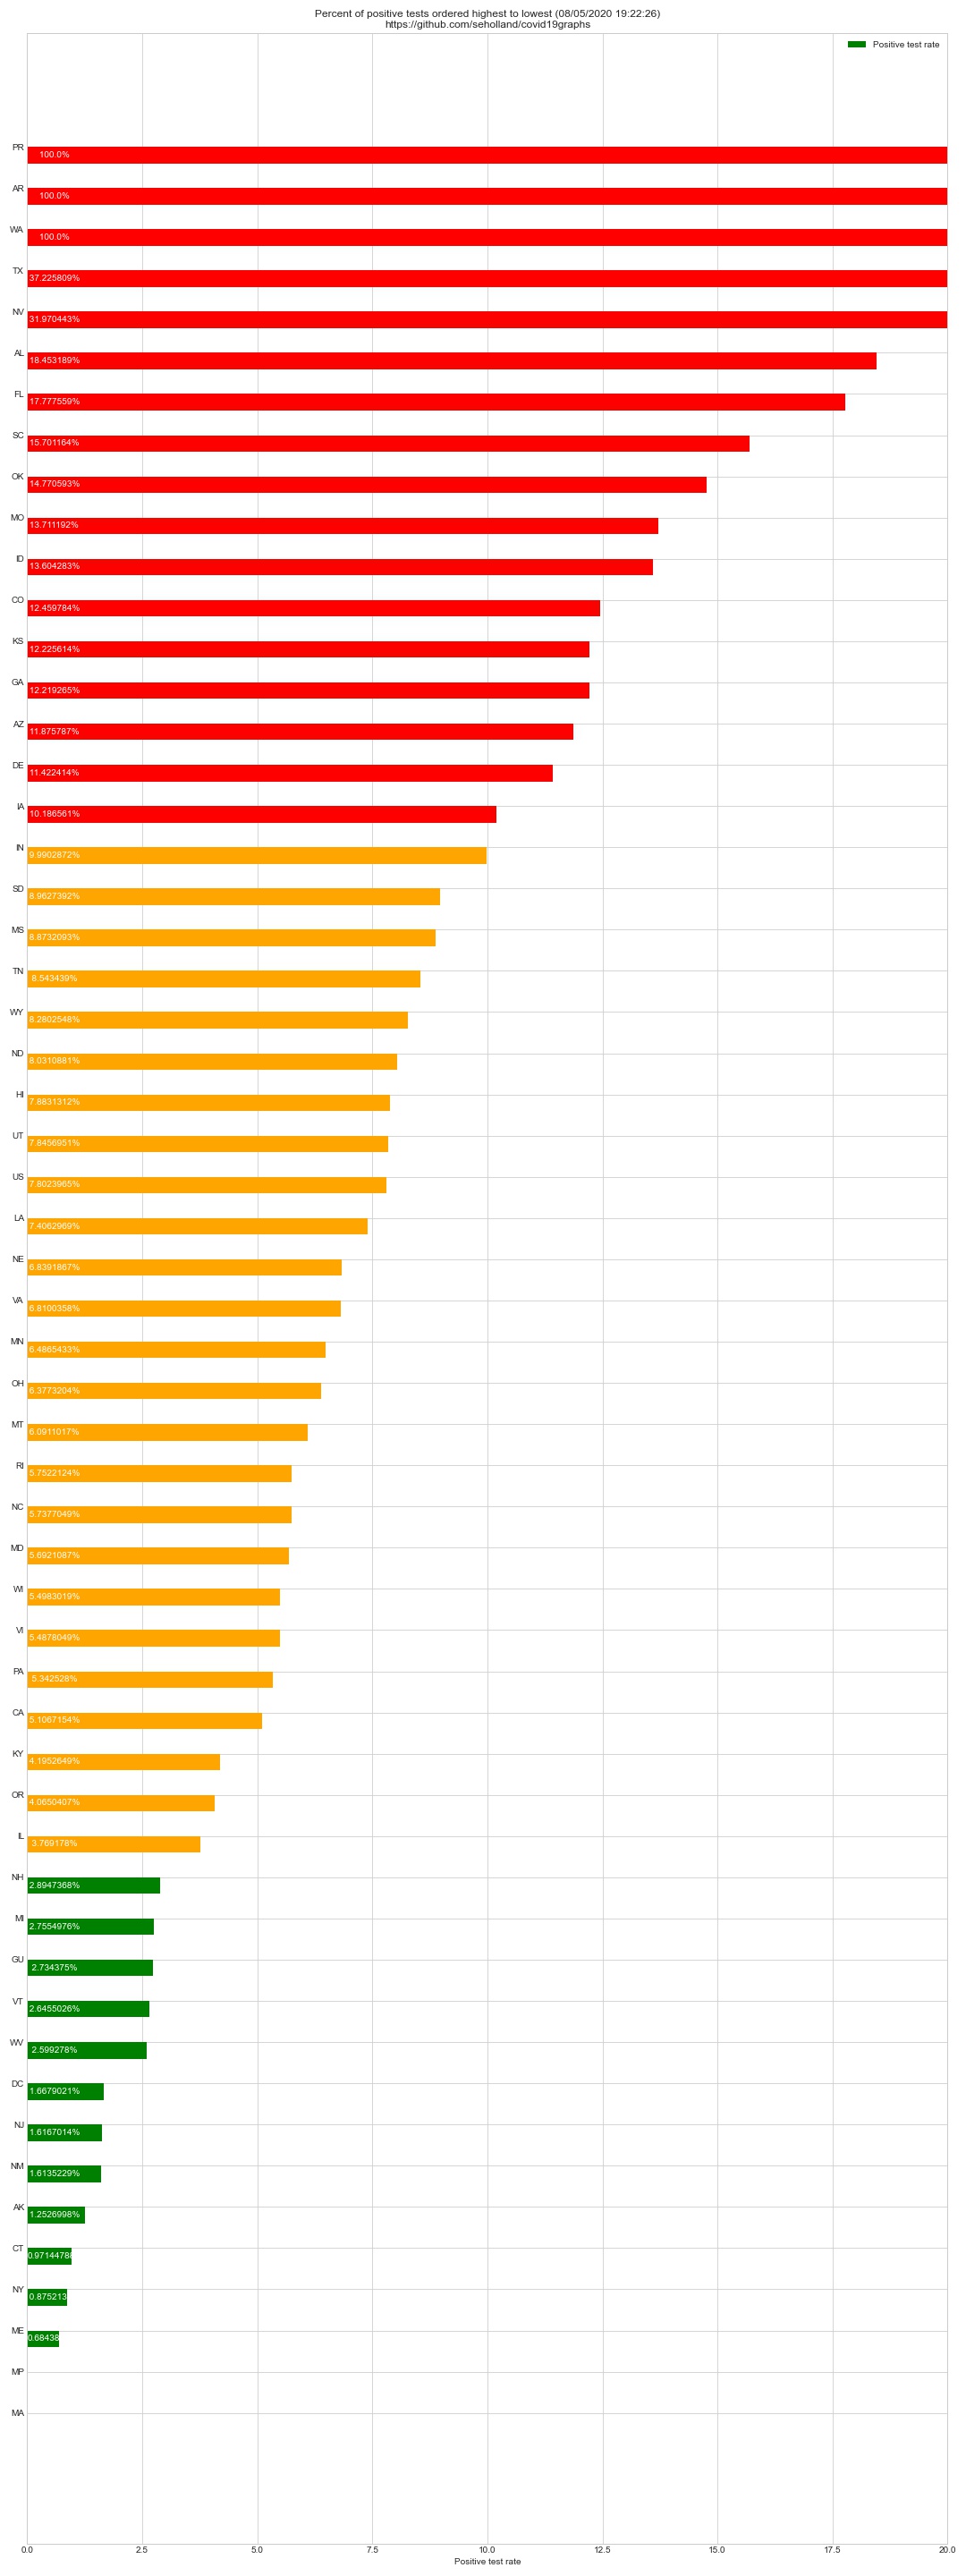 Percent of positive tests ordered highest to lowest (08/05/2020 19:22:26)
https://github.com/seholland/covid19graphs
Positive test rate
PR 100.0%
AR 100.0%
WA 100.0%
TX 37.225809%
NV 31.970443%
AL 18.453189%
FL 17.777559%
SC 15.701164%
OK 14.770593%
MO 13.711192%
ID 13.604283%
CO 12.459784%
KS 12.225614%
GA 12.219265%
AZ 11.875787%
DE 11.422414%
IA 10.186561%
IN 9.9902872%
SD 8.9627392%
MS 8.8732093%
TN 8.543439%
WY 8.2802548%
ND 8.0310881%
HI 7.8831312%
UT 7.8456951%
US 7.8023965%
LA 7.4062969%
NE 6.8391867%
VA 6.8100358%
MN 6.4865433%
OH 6.3773204%
MT 6.0911017%
RI 5.7522124%
NC 5.7377049%
MD 5.6921087%
WI 5.4983019%
VI 5.4878049%
PA 5.342528%
CA 5.1067154%
KY 4.1952649%
OR 4.0650407%
IL 3.769178%
NH 2.8947368%
MI 2.7554976%
GU 2.734375%
VT 2.6455026%
WV 2.599278%
DC 1.6679021%
NJ 1.6167014%
NM 1.6135229%
AK 1.2526998%
CT 0.9714478
NY 0.875213
ME 0.68438
MP
MA
0.0 2.5 5.0 7.5 10.0 12.5 15.0 17.5 20.0
Positive test rate